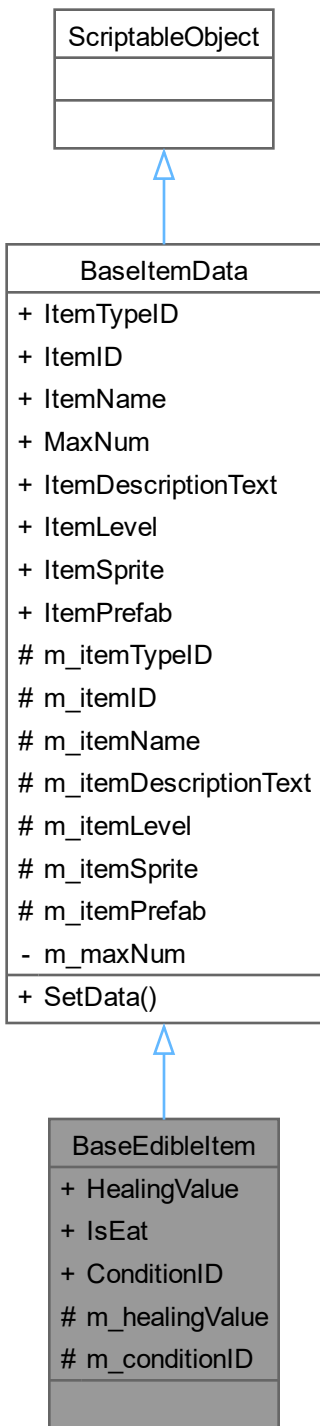 ScriptableObject
BaseItemData
+ ItemTypeID
+ ItemID
+ ItemName
+ MaxNum
+ ItemDescriptionText
+ ItemLevel
+ ItemSprite
+ ItemPrefab
# m_itemTypeID
# m_itemID
# m_itemName
# m_itemDescriptionText
# m_itemLevel
# m_itemSprite
# m_itemPrefab
- m_maxNum
+ SetData()
BaseEdibleItem
+ HealingValue
+ IsEat
+ ConditionID
# m_healingValue
# m_conditionID